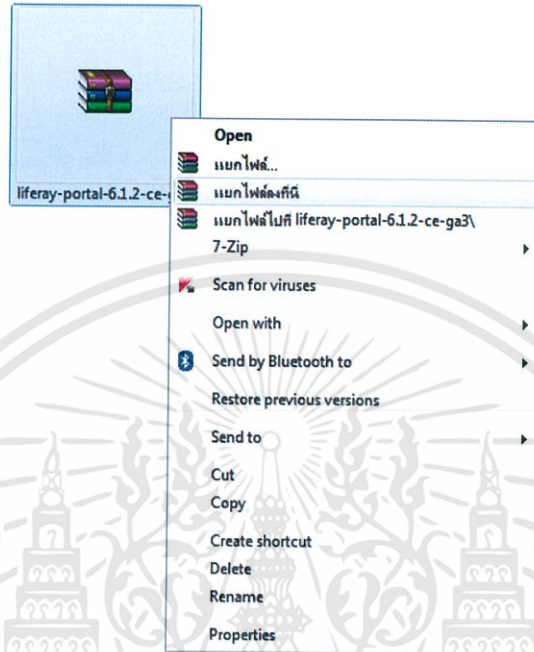 liferay-portal-6.1.2-ce-g
Open
แยกไฟล์...
แยกไฟล์ลงที่นี่
แยกไฟล์ไปที่ liferay-portal-6.1.2-ce-ga3\
7-Zip
Scan for viruses
Open with
Send by Bluetooth to
Restore previous versions
Send to
Cut
Copy
Create shortcut
Delete
Rename
Properties